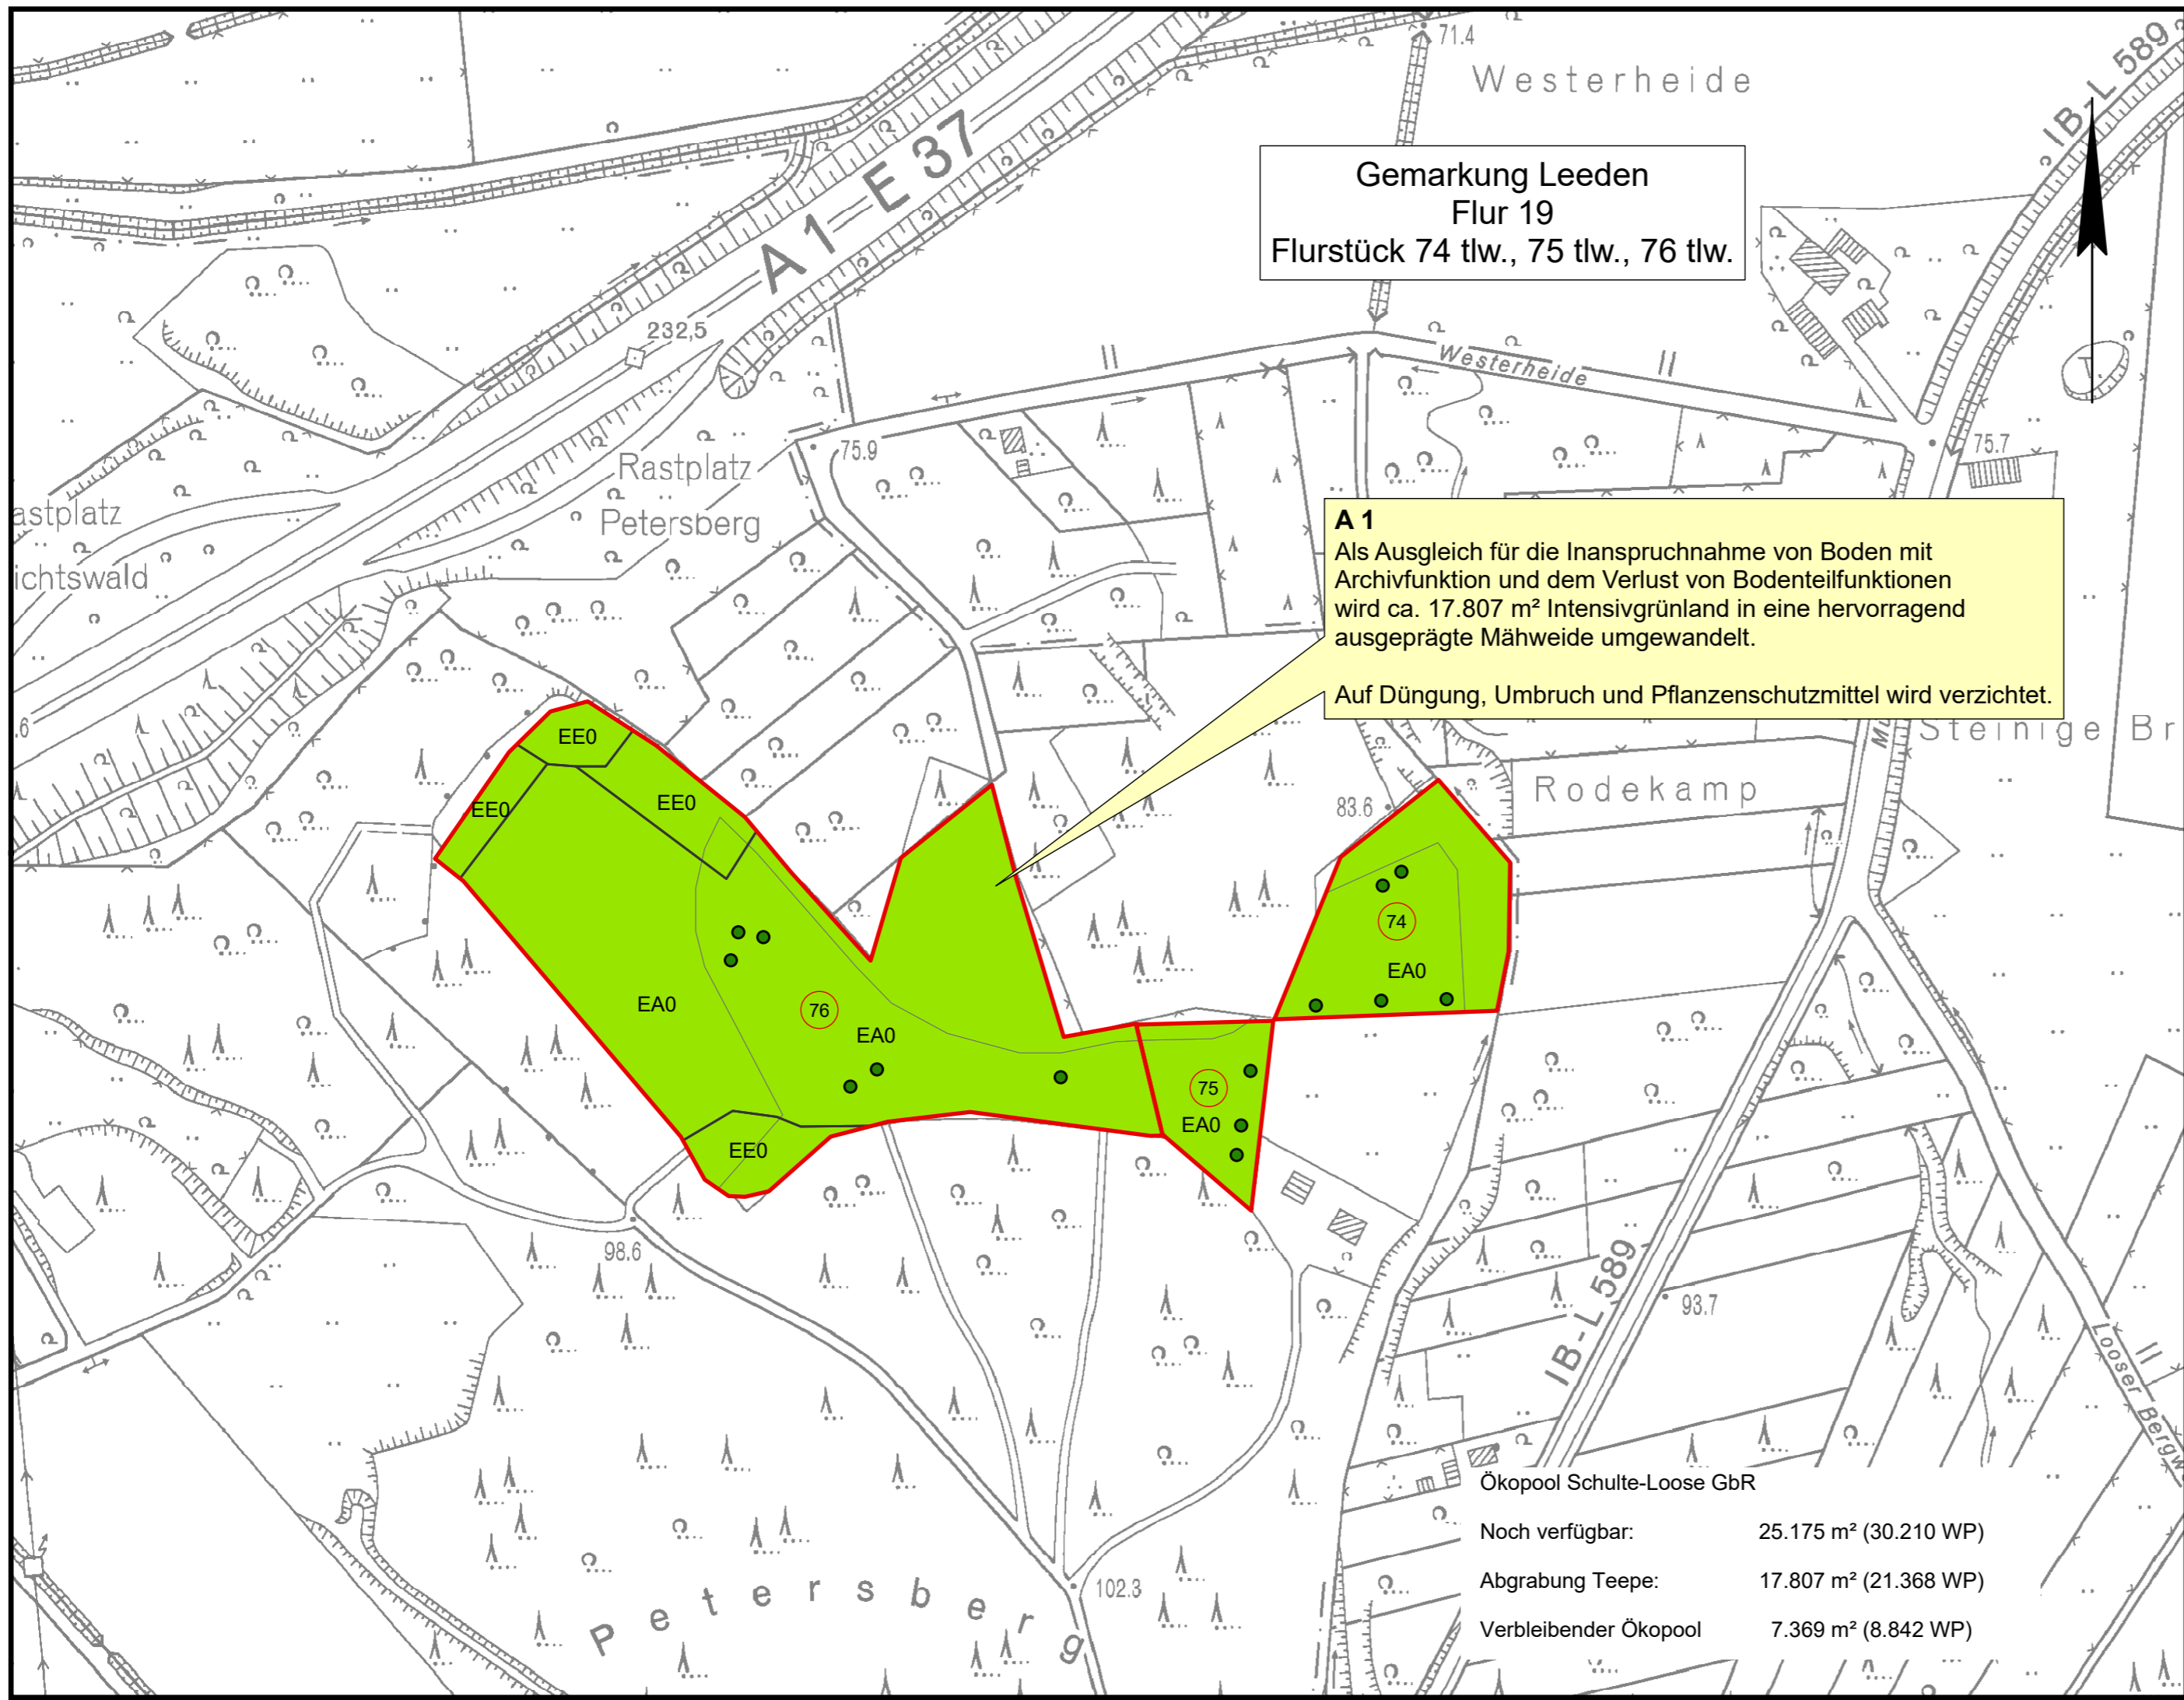 71.4
Westerheide
IB-L 589
A 1 E 37
Gemarkung Leeden
Flur 19
Flurstück 74 tlw., 75 tlw., 76 tlw.
232,5
Westerheide
75.9
75.7
Rastplatz
Petersberg
astplatz
ichtswald
A 1
Als Ausgleich für die Inanspruchnahme von Boden mit
Archivfunktion und dem Verlust von Bodenteilfunktionen
wird ca. 17.807 m² Intensivgrünland in eine hervorragend
ausgeprägte Mähweide umgewandelt.
Auf Düngung, Umbruch und Pflanzenschutzmittel wird verzichtet.
.6
Steinige Br
EE0
EE0
EE0
Rodekamp
83.6
74
EA0
EA0
76
EA0
75
EA0
EE0
98.6
IB-L 589
93.7
Looser Bergw
Petersberg
102.3
Ökopool Schulte-Loose GbR
Noch verfügbar: 25.175 m² (30.210 WP)
Abgrabung Teepe: 17.807 m² (21.368 WP)
Verbleibender Ökopool 7.369 m² (8.842 WP)